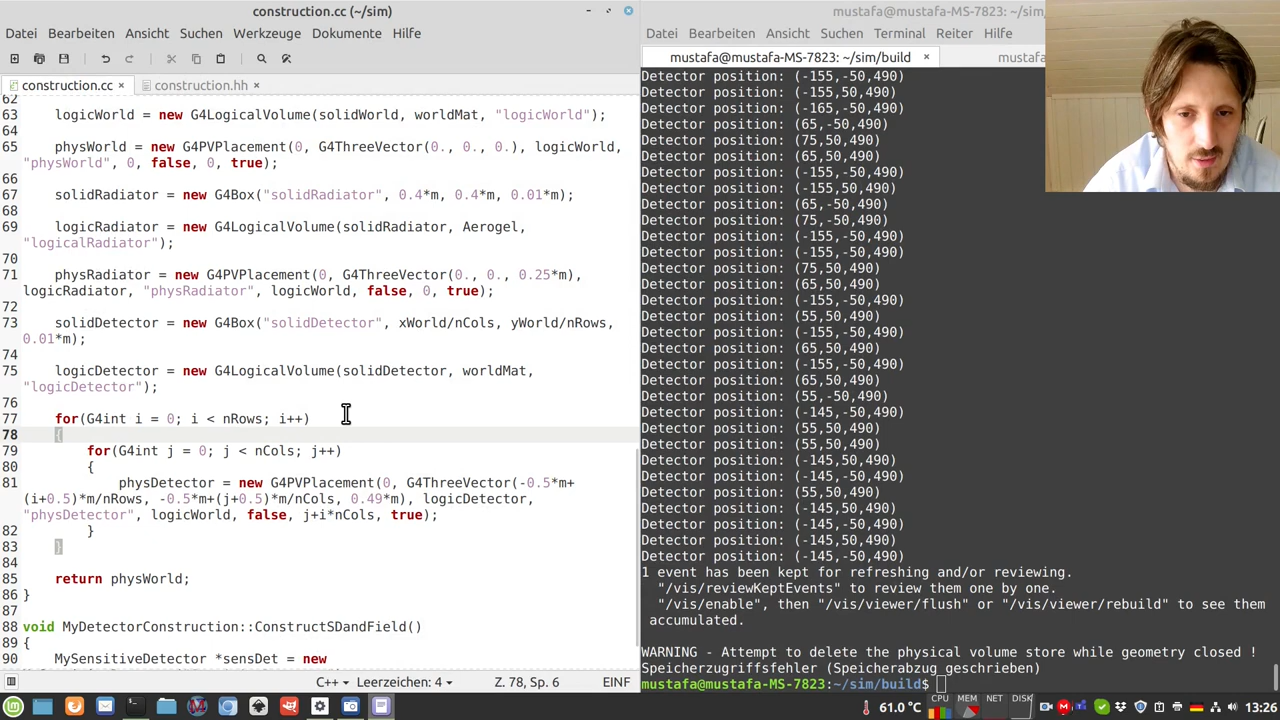 construction.cc (~/sim)
Datei Bearbeiten Ansicht Suchen Werkzeuge Dokumente Hilfe
construction.cc × construction.hh ×
62
63 logicWorld = new G4LogicalVolume(solidWorld, worldMat, "logicWorld");
64
65 physWorld = new G4PVPlacement(0, G4ThreeVector(0., 0., 0.), logicWorld,
"physWorld", 0, false, 0, true);
66
67 solidRadiator = new G4Box("solidRadiator", 0.4*m, 0.4*m, 0.01*m);
68
69 logicRadiator = new G4LogicalVolume(solidRadiator, Aerogel,
"logicalRadiator");
70
71 physRadiator = new G4PVPlacement(0, G4ThreeVector(0., 0., 0.25*m),
logicRadiator, "physRadiator", logicWorld, false, 0, true);
72
73 solidDetector = new G4Box("solidDetector", xWorld/nCols, yWorld/nRows,
0.01*m);
74
75 logicDetector = new G4LogicalVolume(solidDetector, worldMat,
"logicDetector");
76
77 for(G4int i = 0; i < nRows; i++)
78 {
79 for(G4int j = 0; j < nCols; j++)
80 {
81 physDetector = new G4PVPlacement(0, G4ThreeVector(-0.5*m+
(i+0.5)*m/nRows, -0.5*m+(j+0.5)*m/nCols, 0.49*m), logicDetector,
"physDetector", logicWorld, false, j+i*nCols, true);
82 }
83 }
84
85 return physWorld;
86 }
87
88 void MyDetectorConstruction::ConstructSDandField()
89 {
90 MySensitiveDetector *sensDet = new
C++ Leerzeichen: 4 Z. 78, Sp. 6 EINF
mustafa@mustafa-MS-7823: ~/sim/
Datei Bearbeiten Ansicht Suchen Terminal Reiter Hilfe
mustafa@mustafa-MS-7823: ~/sim/build × musta
Detector position: (-155,-50,490)
Detector position: (-155,50,490)
Detector position: (-165,-50,490)
Detector position: (65,-50,490)
Detector position: (75,50,490)
Detector position: (65,50,490)
Detector position: (-155,-50,490)
Detector position: (-155,50,490)
Detector position: (65,-50,490)
Detector position: (75,-50,490)
Detector position: (-155,-50,490)
Detector position: (-155,-50,490)
Detector position: (75,50,490)
Detector position: (65,50,490)
Detector position: (-155,-50,490)
Detector position: (55,50,490)
Detector position: (-155,-50,490)
Detector position: (65,50,490)
Detector position: (-155,-50,490)
Detector position: (65,50,490)
Detector position: (55,-50,490)
Detector position: (-145,-50,490)
Detector position: (55,50,490)
Detector position: (55,50,490)
Detector position: (-145,-50,490)
Detector position: (-145,-50,490)
Detector position: (55,50,490)
Detector position: (-145,-50,490)
Detector position: (-145,-50,490)
Detector position: (-145,50,490)
Detector position: (-145,-50,490)
1 event has been kept for refreshing and/or reviewing.
"/vis/reviewKeptEvents" to review them one by one.
"/vis/enable", then "/vis/viewer/flush" or "/vis/viewer/rebuild" to see them
accumulated.
WARNING - Attempt to delete the physical volume store while geometry closed !
Speicherzugriffsfehler (Speicherabzug geschrieben)
mustafa@mustafa-MS-7823:~/sim/build$
61.0 °C CPU MEM NET DISK 13:26